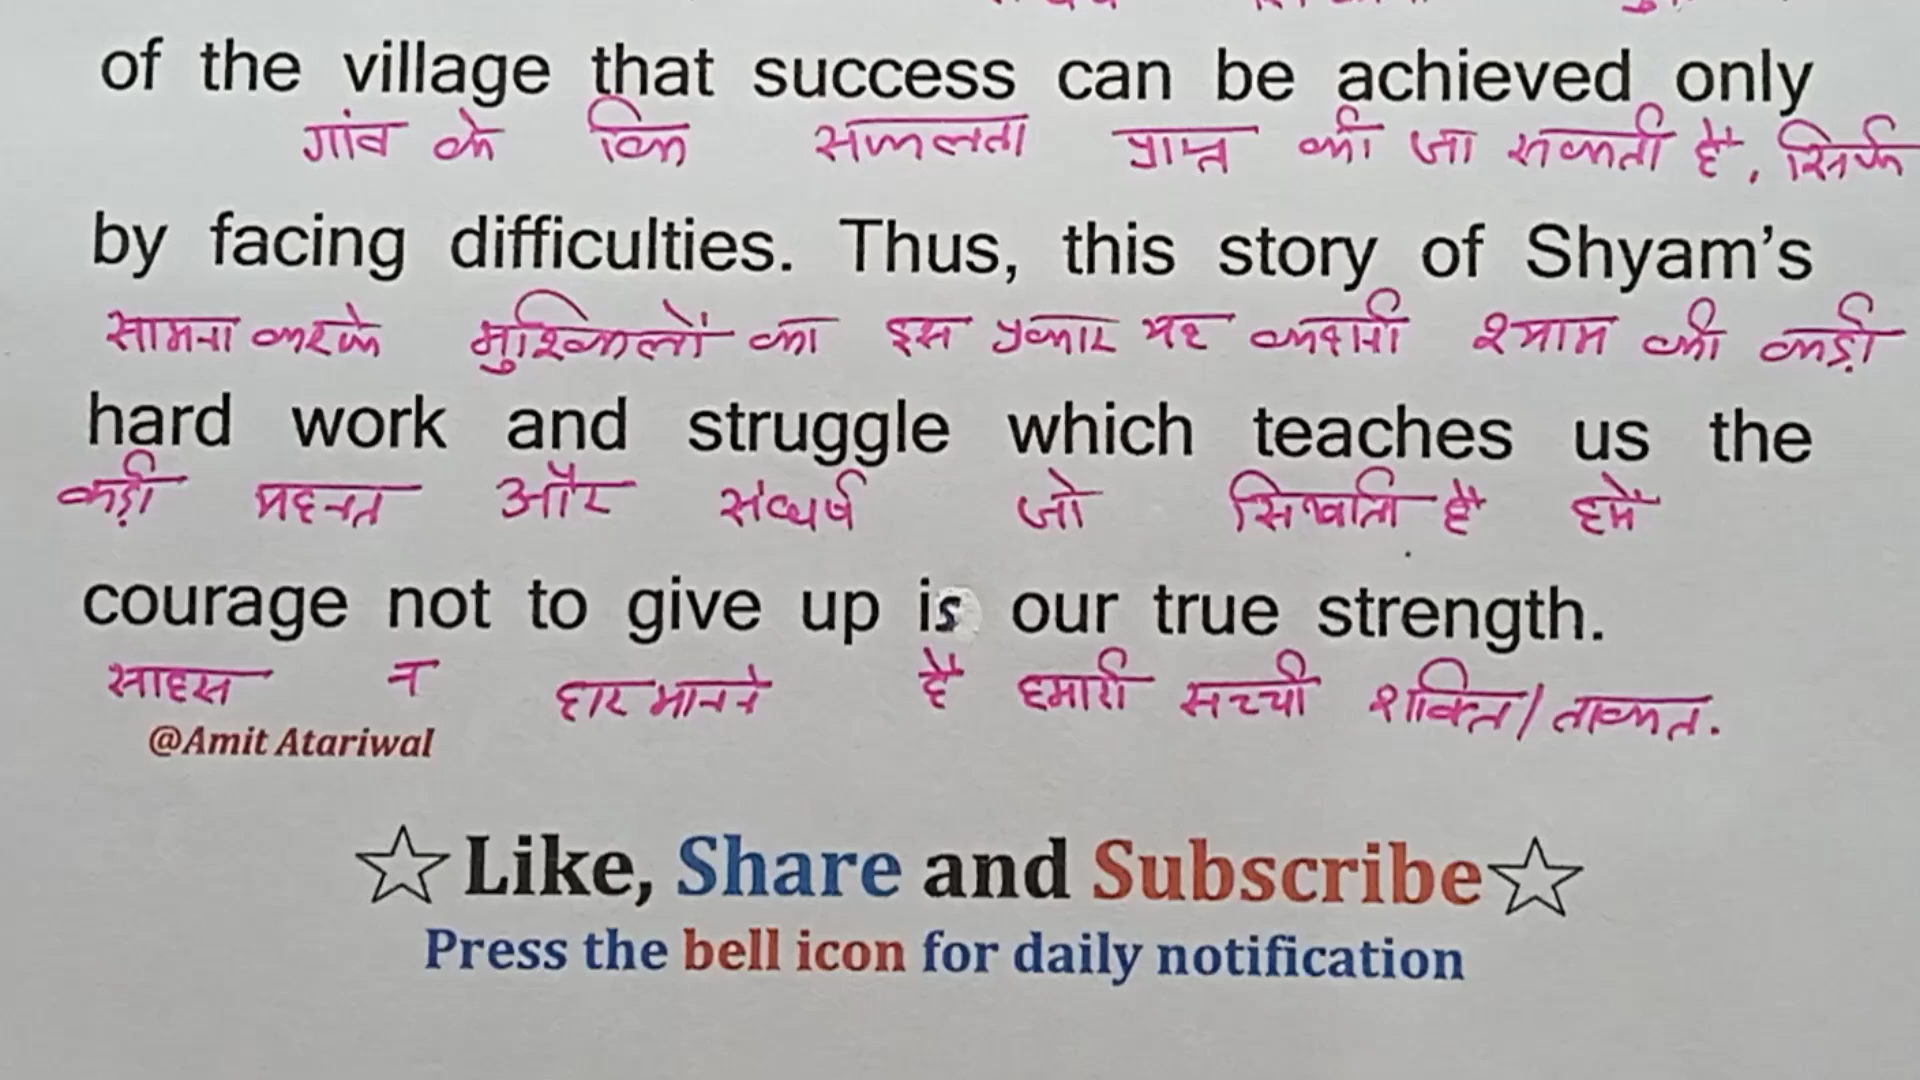 of the village that success can be achieved only
गांव के कि सफलता प्राप्त की जा सकती है, सिर्फ
by facing difficulties. Thus, this story of Shyam’s
सामना करके मुश्किलों का इस प्रकार यह कहानी श्याम की कड़ी
hard work and struggle which teaches us the
कड़ी मेहनत और संघर्ष जो सिखाती है हमें
courage not to give up is our true strength.
साहस न हार मानने है हमारी सच्ची शक्ति/ताकत.
@Amit Atariwal
☆ Like, Share and Subscribe ☆
Press the bell icon for daily notification